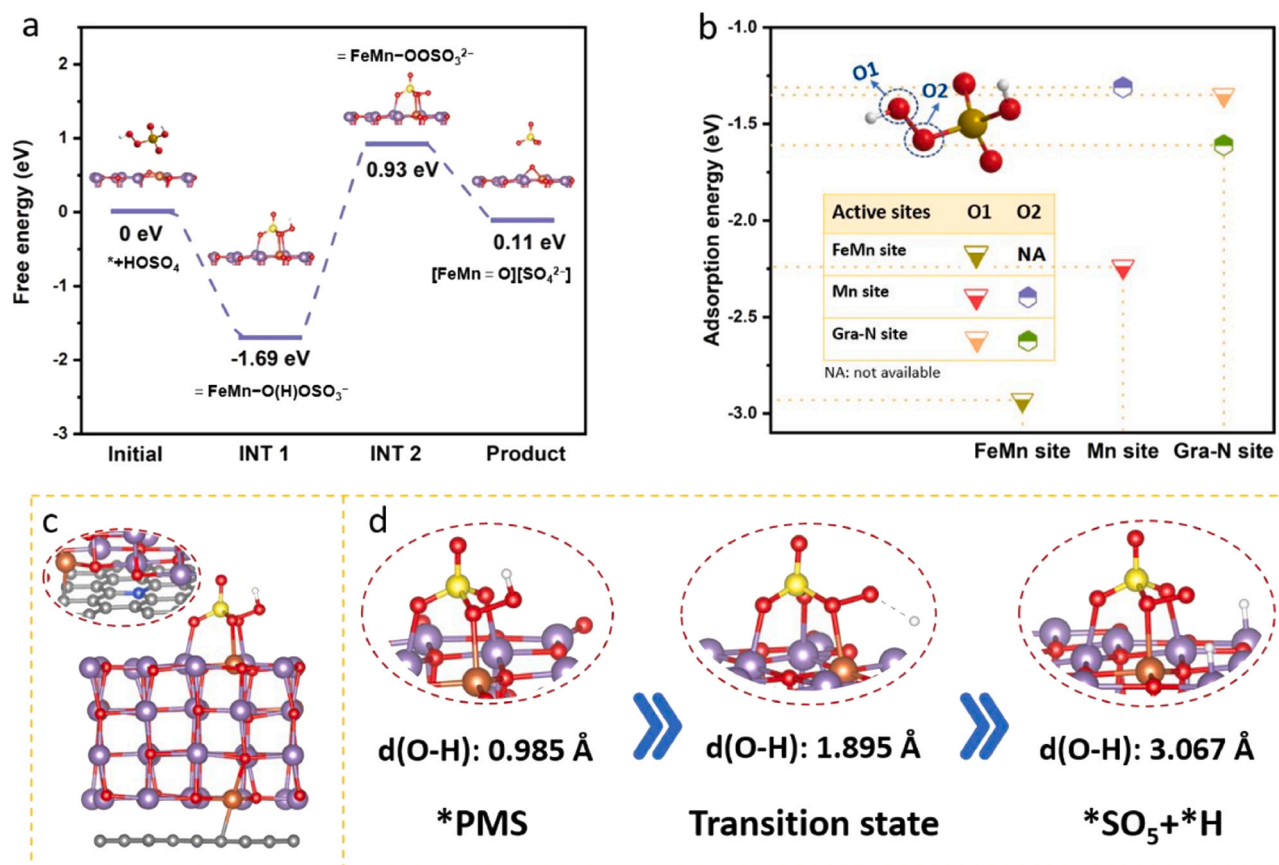 a
Free energy (eV)
2
1
0
-1
-2
-3
Initial
INT 1
INT 2
Product
0 eV
*+HOSO₄
-1.69 eV
= FeMn−O(H)OSO₃⁻
= FeMn−OOSO₃²⁻
0.93 eV
0.11 eV
[FeMn = O][SO₄²⁻]
b
Adsorption energy (eV)
-1.0
-1.5
-2.0
-2.5
-3.0
O1
O2
Active sites O1 O2
FeMn site NA
Mn site
Gra-N site
NA: not available
FeMn site Mn site Gra-N site
c
d
d(O-H): 0.985 Å
d(O-H): 1.895 Å
d(O-H): 3.067 Å
*PMS
Transition state
*SO₅+*H